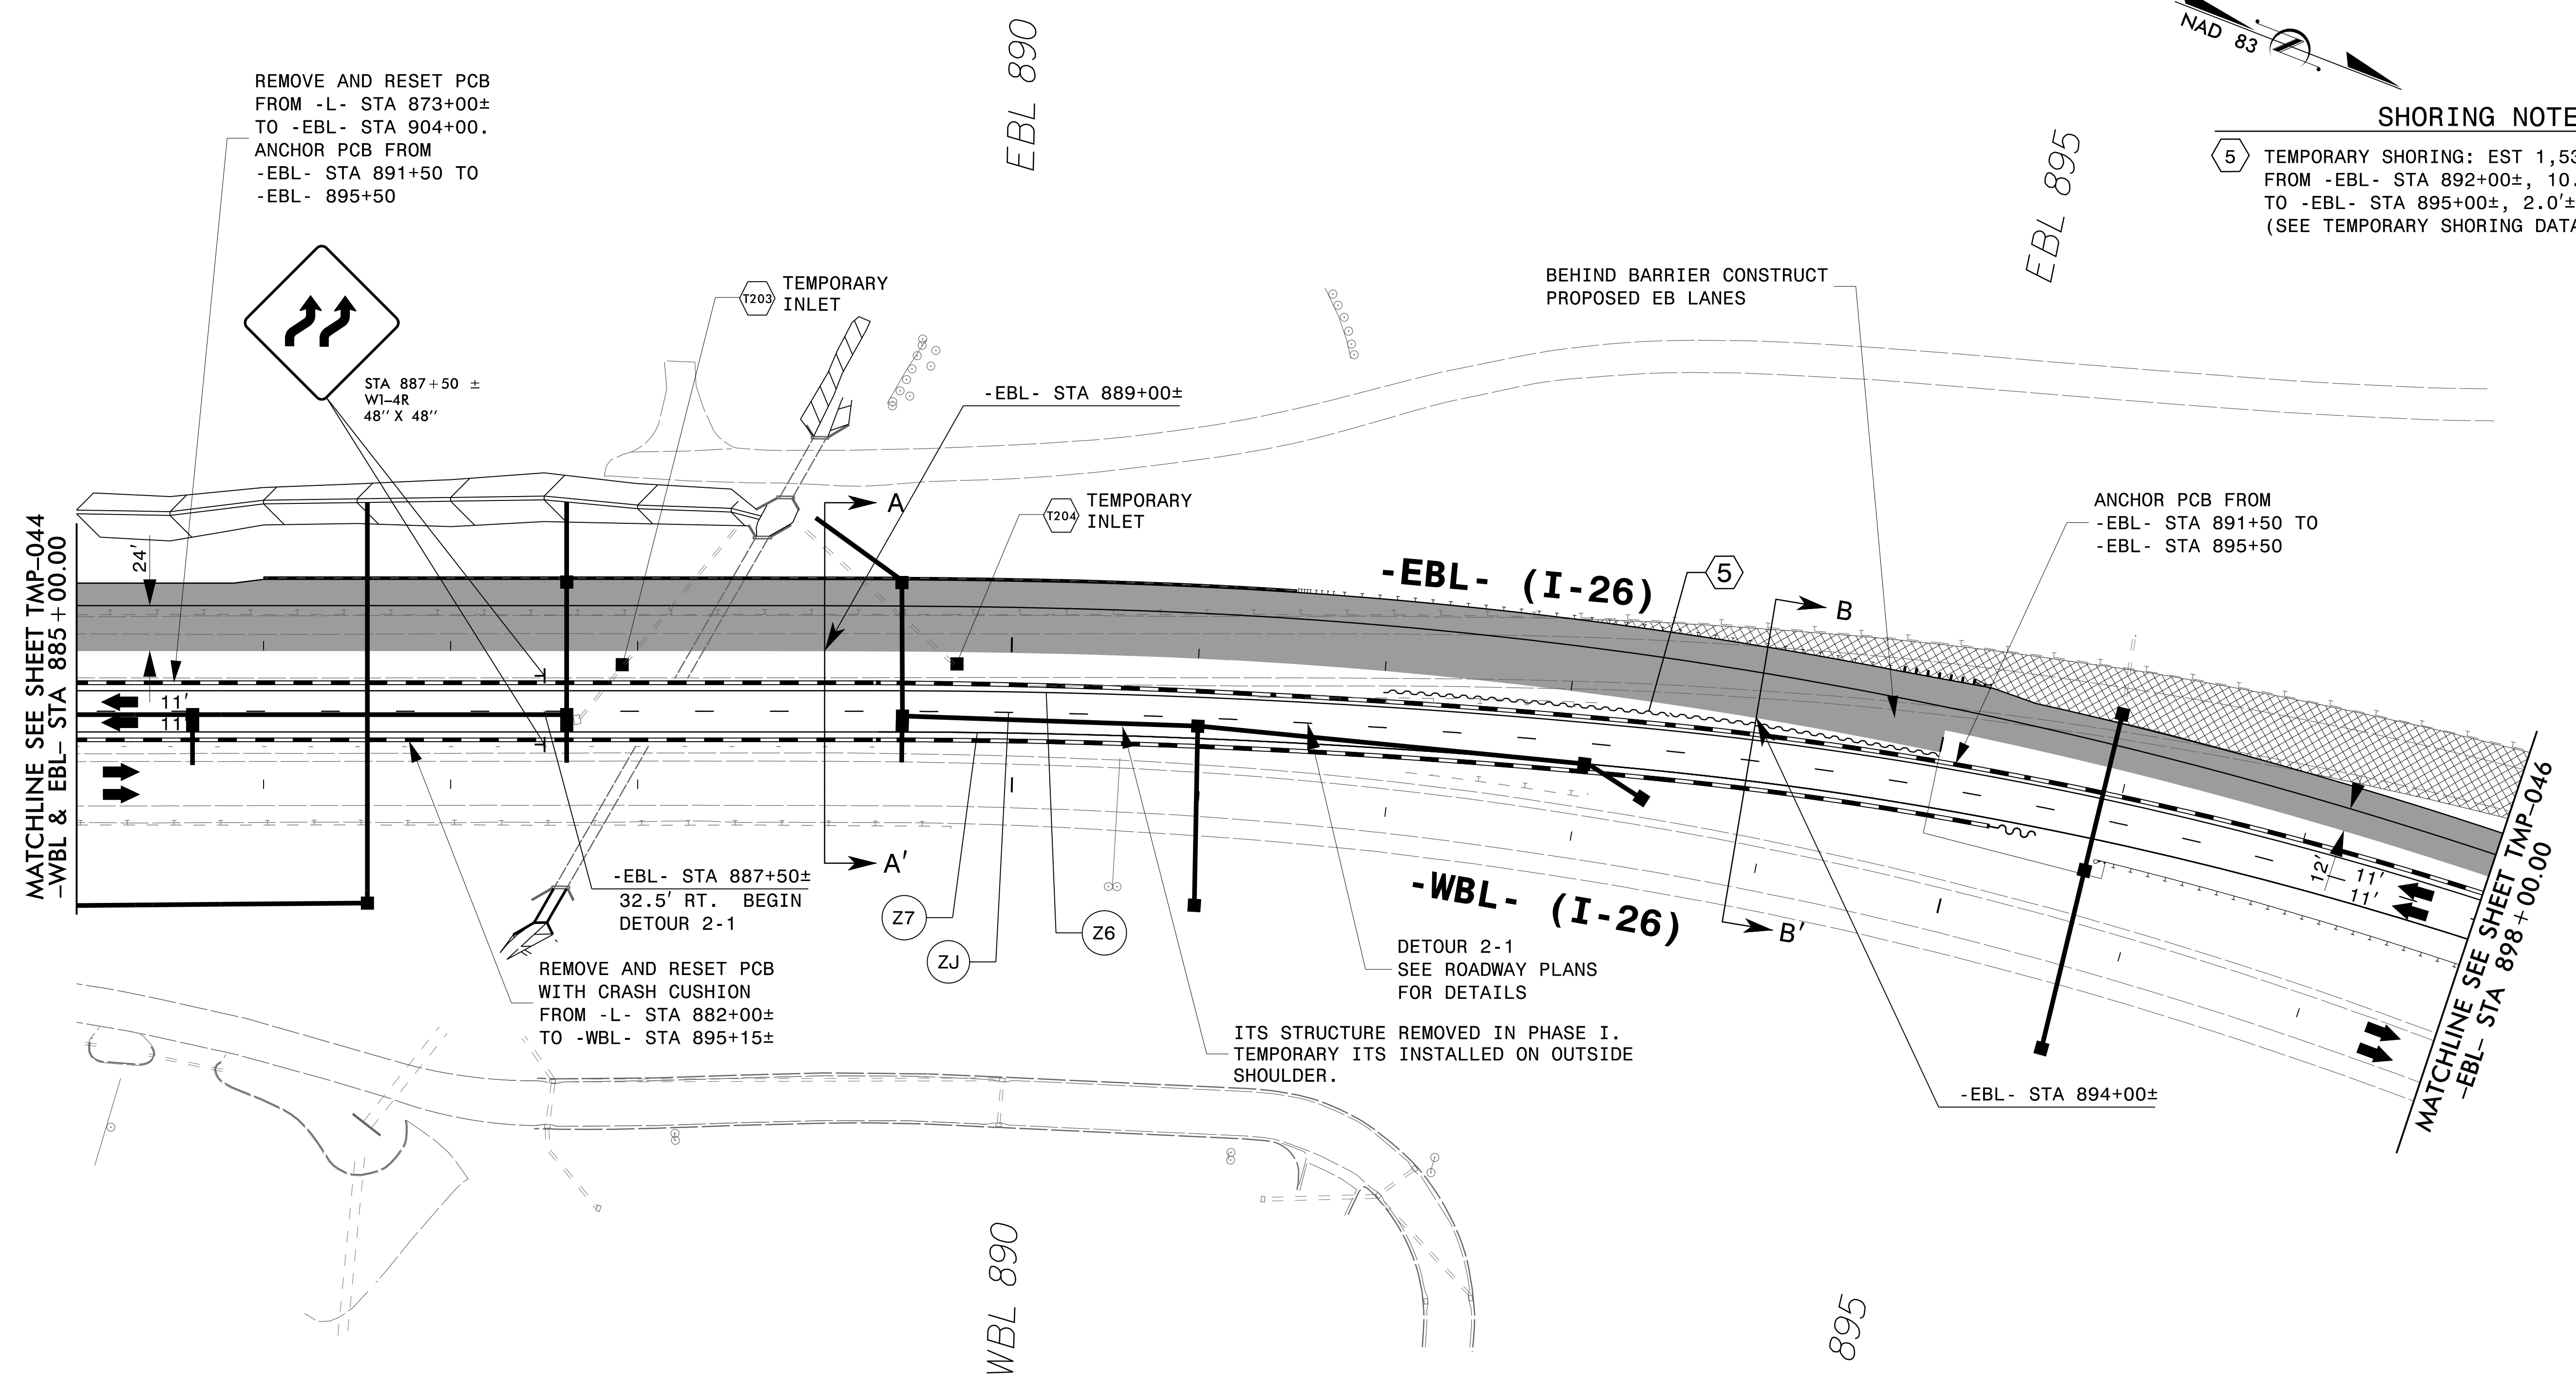 EBL 890
NAD 83
REMOVE AND RESET PCB
FROM -L- STA 873+00±
TO -EBL- STA 904+00.
ANCHOR PCB FROM
-EBL- STA 891+50 TO
-EBL- 895+50
EBL 895
SHORING NOTE
5
TEMPORARY SHORING: EST 1,53
FROM -EBL- STA 892+00±, 10.
TO -EBL- STA 895+00±, 2.0'±
(SEE TEMPORARY SHORING DATA
T203
TEMPORARY
INLET
BEHIND BARRIER CONSTRUCT
PROPOSED EB LANES
STA 887+50 ±
W1-4R
48" X 48"
-EBL- STA 889+00±
A
T204
TEMPORARY
INLET
ANCHOR PCB FROM
-EBL- STA 891+50 TO
-EBL- STA 895+50
MATCHLINE SEE SHEET TMP-044
-WBL & EBL- STA 885+00.00
24'
-EBL- (I-26)
5
B
11'
11'
-EBL- STA 887+50±
32.5' RT. BEGIN
DETOUR 2-1
A'
Z7
ZJ
Z6
-WBL- (I-26)
B'
12'
11'
11'
MATCHLINE SEE SHEET TMP-046
-EBL- STA 898+00.00
REMOVE AND RESET PCB
WITH CRASH CUSHION
FROM -L- STA 882+00±
TO -WBL- STA 895+15±
DETOUR 2-1
SEE ROADWAY PLANS
FOR DETAILS
ITS STRUCTURE REMOVED IN PHASE I.
TEMPORARY ITS INSTALLED ON OUTSIDE
SHOULDER.
-EBL- STA 894+00±
WBL 890
895